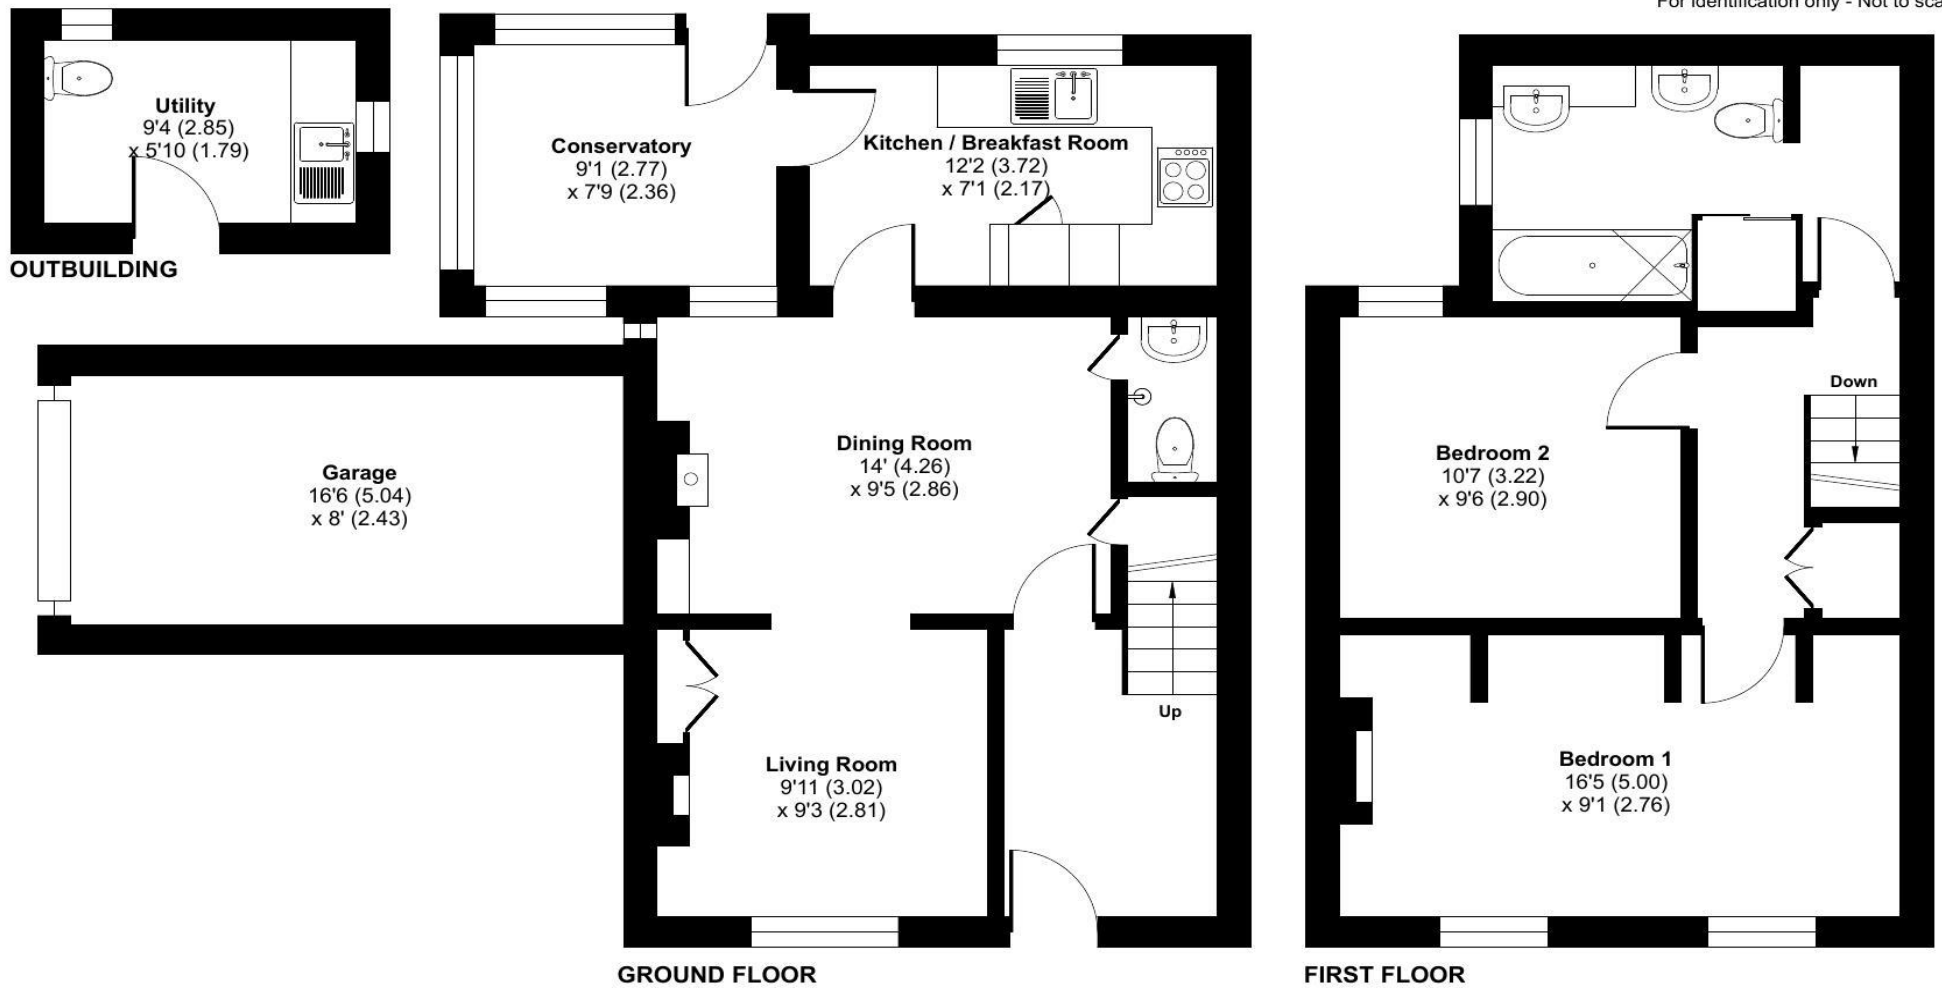 For identification only - Not to sca
Utility
9'4 (2.85)
x 5'10 (1.79)
OUTBUILDING
Conservatory
9'1 (2.77)
x 7'9 (2.36)
Kitchen / Breakfast Room
12'2 (3.72)
x 7'1 (2.17)
Garage
16'6 (5.04)
x 8' (2.43)
Dining Room
14' (4.26)
x 9'5 (2.86)
Up
Living Room
9'11 (3.02)
x 9'3 (2.81)
GROUND FLOOR
Down
Bedroom 2
10'7 (3.22)
x 9'6 (2.90)
Bedroom 1
16'5 (5.00)
x 9'1 (2.76)
FIRST FLOOR